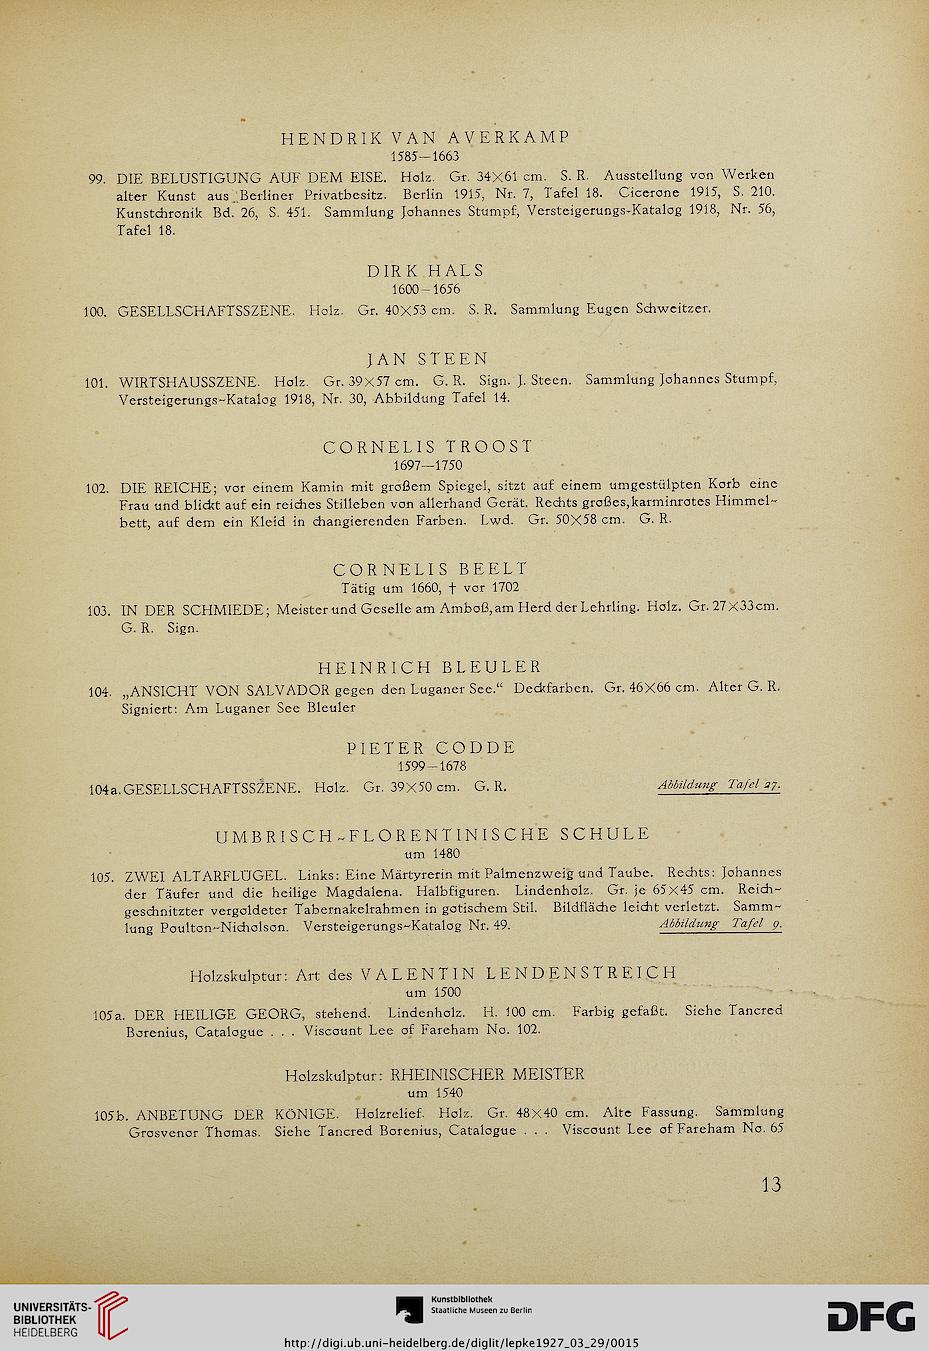 HENDRIK VAN AVERKAMP
1585—1663
99. DIE BELUSTIGUNG AUF DEM EISE. Holz. Gr. 34×61 cm. S. R. Ausstellung von Werken
alter Kunst aus Berliner Privatbesitz. Berlin 1915, Nr. 7, Tafel 18. Cicerone 1915, S. 210.
Kunstchronik Bd. 26, S. 451. Sammlung Johannes Stumpf, Versteigerungs-Katalog 1918, Nr. 56,
Tafel 18.
DIRK HALS
1600–1656
100. GESELLSCHAFTSSZENE. Holz. Gr. 40×53 cm. S. R. Sammlung Eugen Schweitzer.
JAN STEEN
101. WIRTSHAUSSZENE. Holz. Gr. 39×57 cm. G. R. Sign. J. Steen. Sammlung Johannes Stumpf,
Versteigerungs-Katalog 1918, Nr. 30, Abbildung Tafel 14.
CORNELIS TROOST
1697—1750
102. DIE REICHE; vor einem Kamin mit großem Spiegel, sitzt auf einem umgestülpten Korb eine
Frau und blickt auf ein reiches Stilleben von allerhand Gerät. Rechts großes, karminrotes Himmel-
bett, auf dem ein Kleid in changierenden Farben. Lwd. Gr. 50×58 cm. G. R.
CORNELIS BEELT
Tätig um 1660, † vor 1702
103. IN DER SCHMIEDE; Meister und Geselle am Amboß, am Herd der Lehrling. Holz. Gr. 27×33 cm.
G. R. Sign.
HEINRICH BLEULER
104. „ANSICHT VON SALVADOR gegen den Luganer See.“ Deckfarben. Gr. 46×66 cm. Alter G. R.
Signiert: Am Luganer See Bleuler
PIETER CODDE
1599–1678
104a. GESELLSCHAFTSSZENE. Holz. Gr. 39×50 cm. G. R. Abbildung Tafel 27.
UMBRISCH-FLORENTINISCHE SCHULE
um 1480
105. ZWEI ALTARFLÜGEL. Links: Eine Märtyrerin mit Palmenzweig und Taube. Rechts: Johannes
der Täufer und die heilige Magdalena. Halbfiguren. Lindenholz. Gr. je 65×45 cm. Reich-
geschnitzter vergoldeter Tabernakelrahmen in gotischem Stil. Bildfläche leicht verletzt. Samm-
lung Poulton-Nicholson. Versteigerungs-Katalog Nr. 49. Abbildung Tafel 9.
Holzskulptur: Art des VALENTIN LENDENSTREICH
um 1500
105a. DER HEILIGE GEORG, stehend. Lindenholz. H. 100 cm. Farbig gefaßt. Siehe Tancred
Borenius, Catalogue . . . Viscount Lee of Fareham No. 102.
Holzskulptur: RHEINISCHER MEISTER
um 1540
105b. ANBETUNG DER KÖNIGE. Holzrelief. Holz. Gr. 48×40 cm. Alte Fassung. Sammlung
Grosvenor Thomas. Siehe Tancred Borenius, Catalogue . . . Viscount Lee of Fareham No. 65
13
UNIVERSITÄTS-
BIBLIOTHEK
HEIDELBERG
Kunstbibliothek
Staatliche Museen zu Berlin
DFG
http://digi.ub.uni-heidelberg.de/diglit/lepke1927_03_29/0015